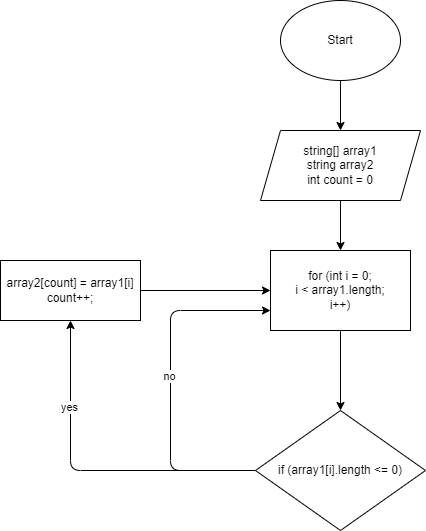 Start
string[] array1
string array2
int count = 0
for (int i = 0;
i < array1.length;
i++)
array2[count] = array1[i]
count++;
no
yes
if (array1[i].length <= 0)